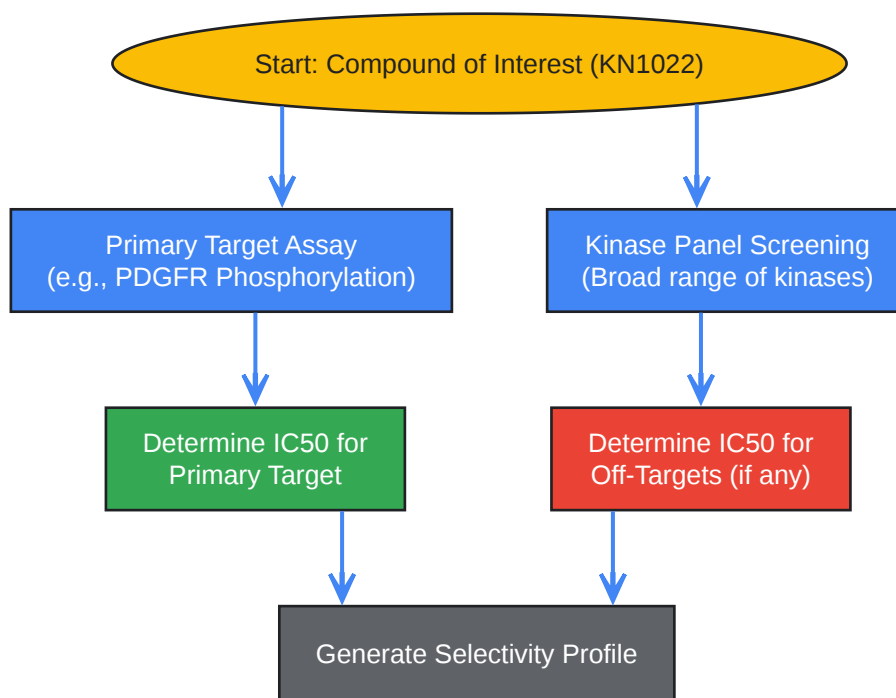 Start: Compound of Interest (KN1022)
Primary Target Assay
(e.g., PDGFR Phosphorylation)
Kinase Panel Screening
(Broad range of kinases)
Determine IC50 for
Primary Target
Determine IC50 for
Off-Targets (if any)
Generate Selectivity Profile